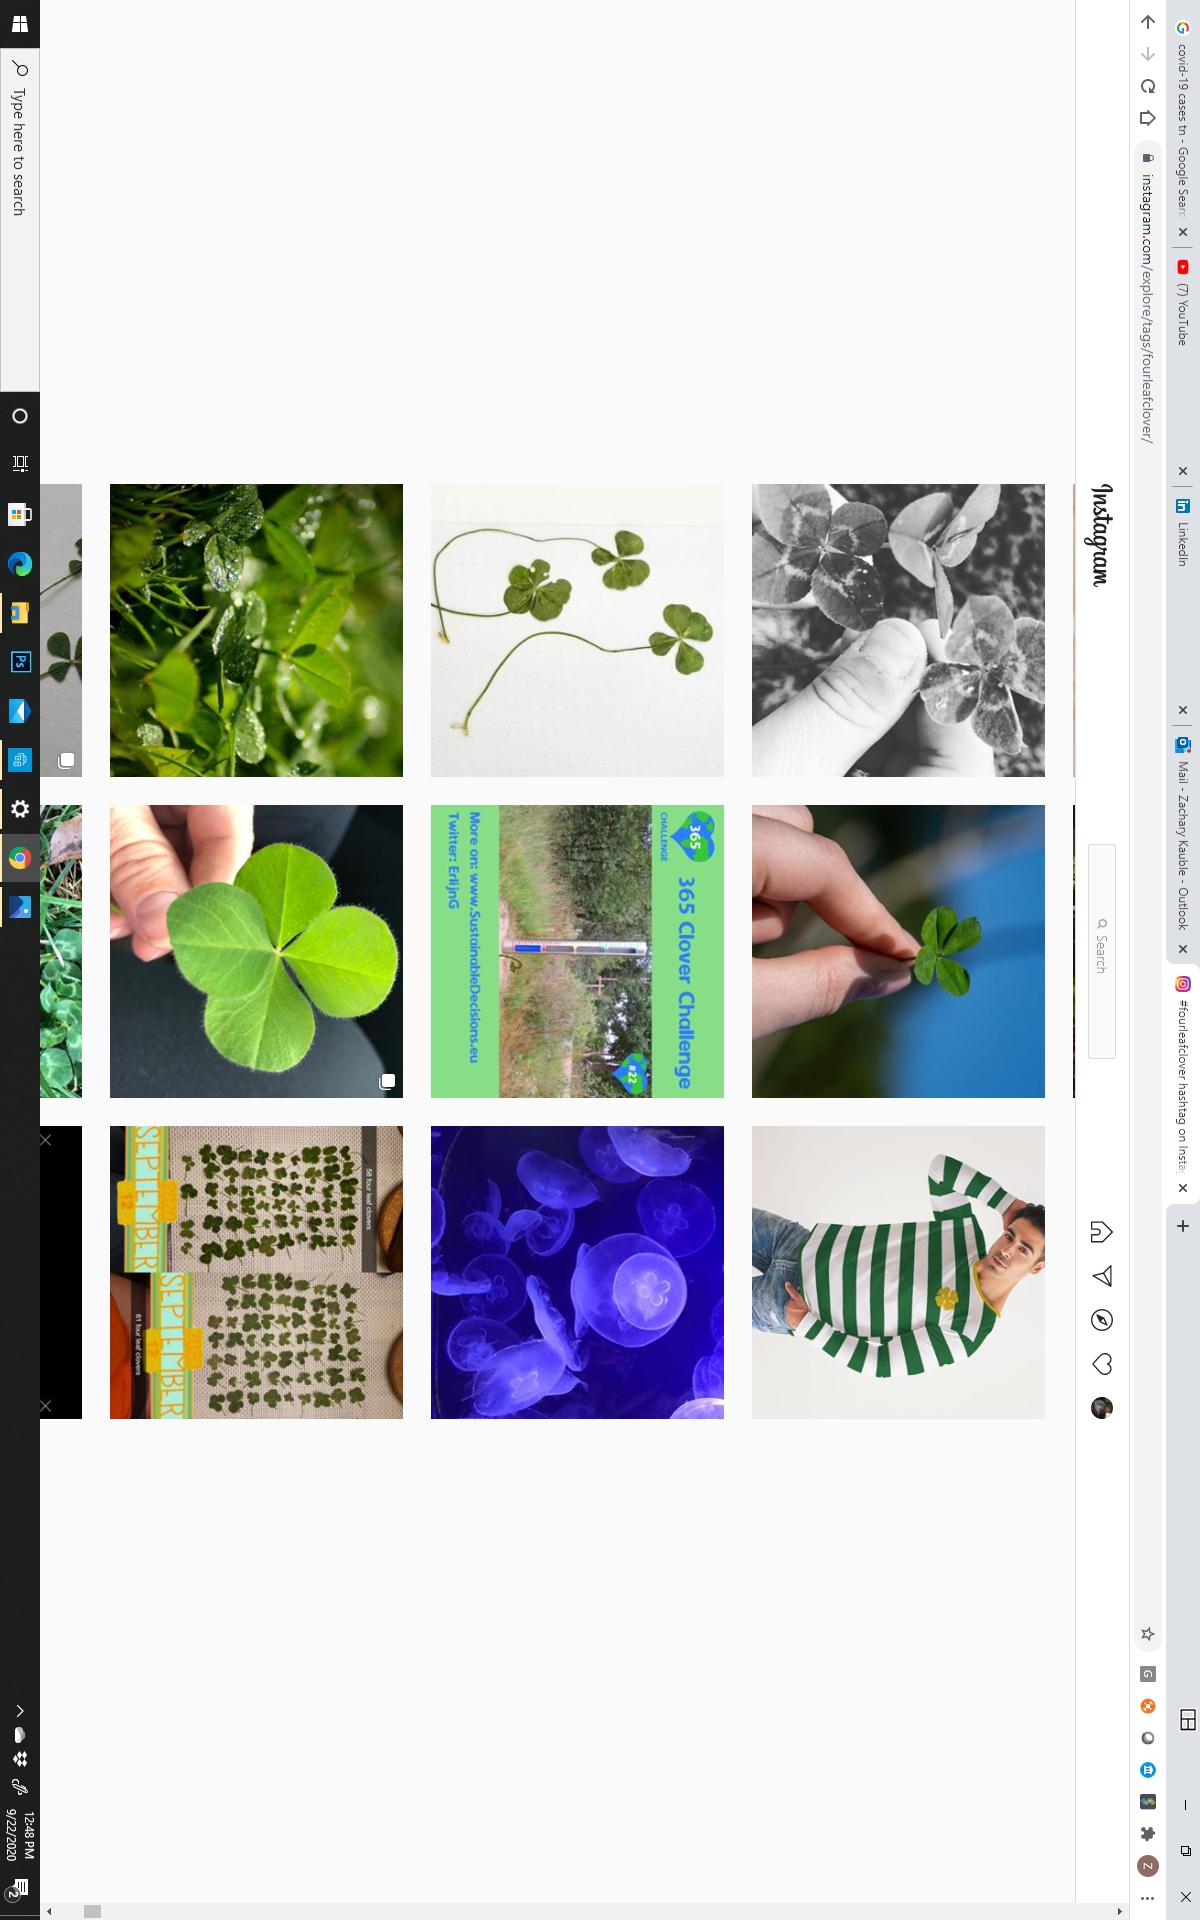 covid-19 cases tn - Google Sear
(7) YouTube
LinkedIn
Mail - Zachary Kauble - Outlook
#fourleafclover hashtag on Insta
instagram.com/explore/tags/fourleafclover/
G
Z
Instagram
Search
365
CHALLENGE
365 Clover Challenge
#22
More on: www.SustainableDecisions.eu
Twitter: ErlijnG
58 four leaf clovers
2020
SEPTEMBER
12
61 four leaf clovers
2020
SEPTEMBER
Type here to search
Ps
12:48 PM
9/22/2020
2